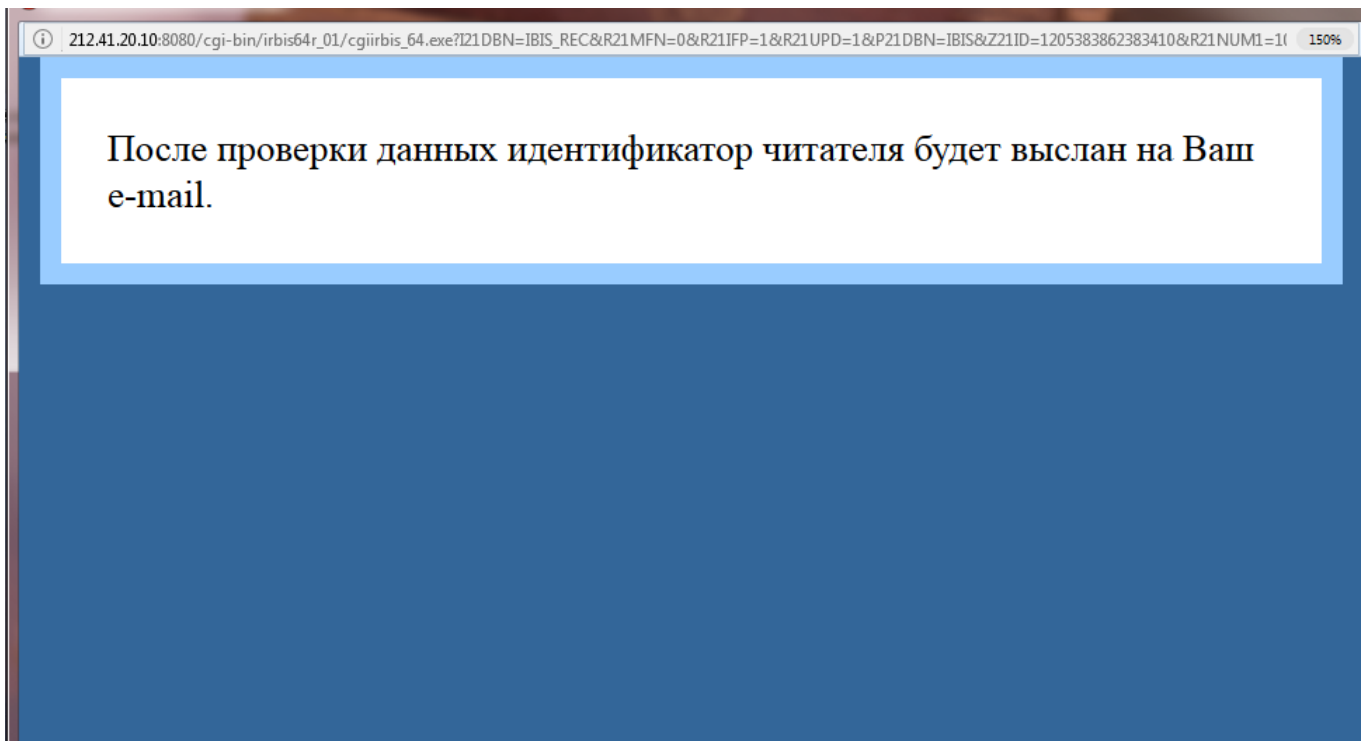 212.41.20.10:8080/cgi-bin/irbis64r_01/cgiirbis_64.exe?I21DBN=IBIS_REC&R21MFN=0&R21IFP=1&R21UPD=1&P21DBN=IBIS&Z21ID=1205383862383410&R21NUM1=1( 150%
После проверки данных идентификатор читателя будет выслан на Ваш
e-mail.